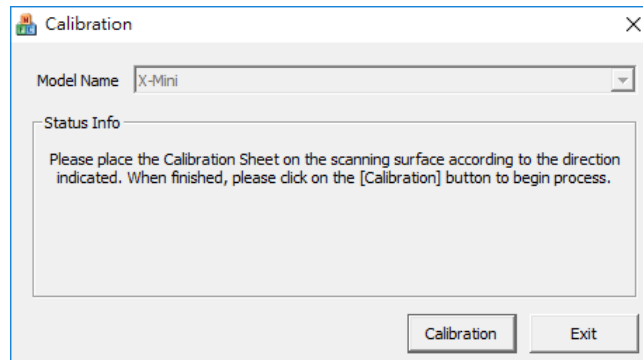 Calibration
Model Name X-Mini
Status Info
Please place the Calibration Sheet on the scanning surface according to the direction
indicated. When finished, please click on the [Calibration] button to begin process.
Calibration Exit